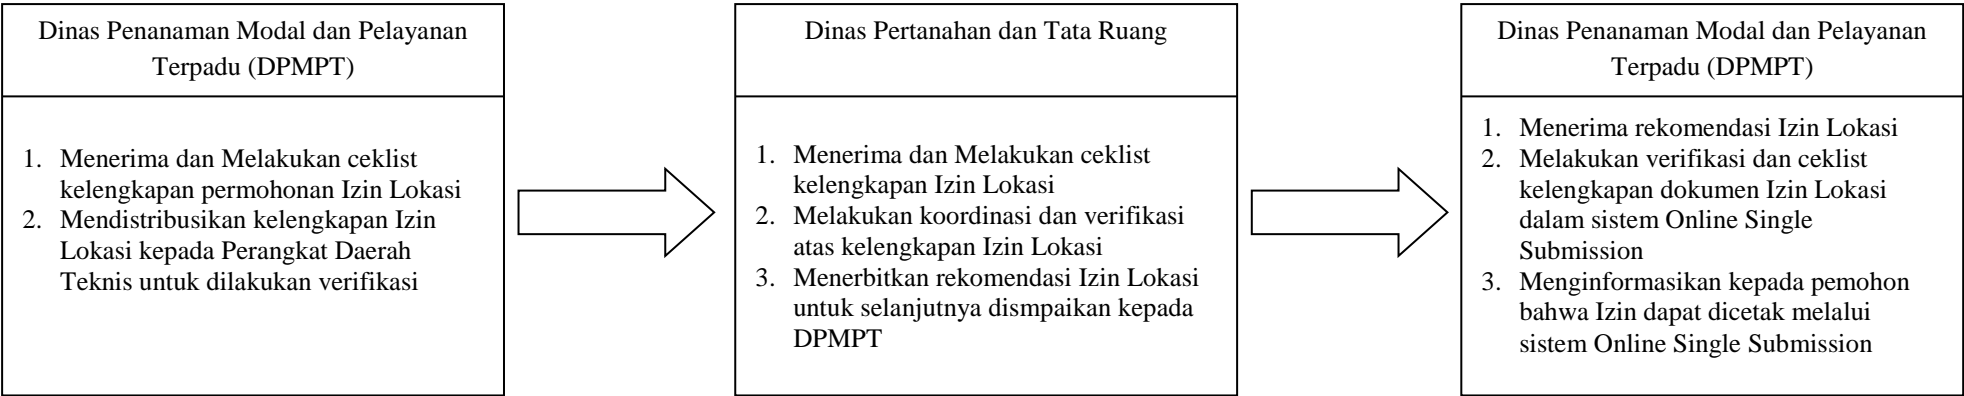 Dinas Penanaman Modal dan Pelayanan
Terpadu (DPMPT)
1. Menerima dan Melakukan ceklist
kelengkapan permohonan Izin Lokasi
2. Mendistribusikan kelengkapan Izin
Lokasi kepada Perangkat Daerah
Teknis untuk dilakukan verifikasi
Dinas Pertanahan dan Tata Ruang
1. Menerima dan Melakukan ceklist
kelengkapan Izin Lokasi
2. Melakukan koordinasi dan verifikasi
atas kelengkapan Izin Lokasi
3. Menerbitkan rekomendasi Izin Lokasi
untuk selanjutnya dismpaikan kepada
DPMPT
Dinas Penanaman Modal dan Pelayanan
Terpadu (DPMPT)
1. Menerima rekomendasi Izin Lokasi
2. Melakukan verifikasi dan ceklist
kelengkapan dokumen Izin Lokasi
dalam sistem Online Single
Submission
3. Menginformasikan kepada pemohon
bahwa Izin dapat dicetak melalui
sistem Online Single Submission